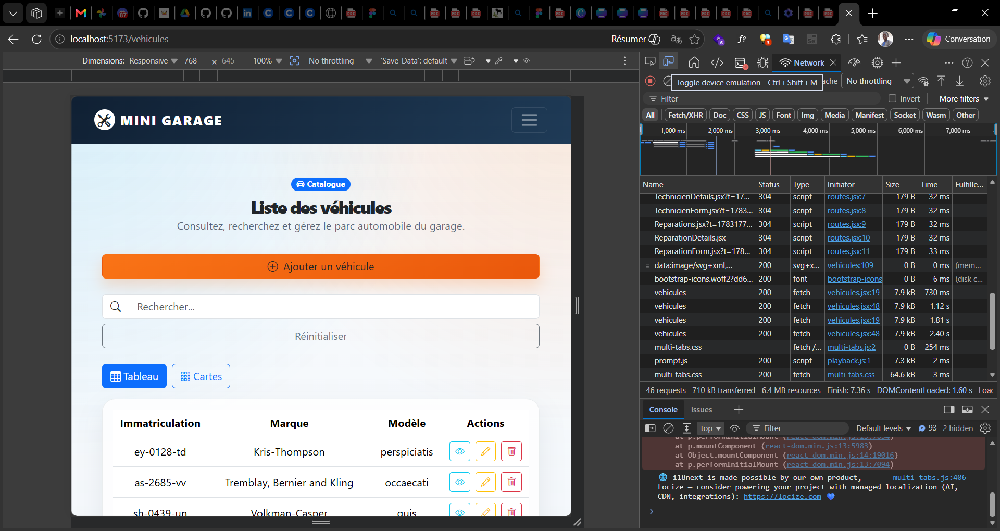 87
localhost:5173/vehicules
Résumer
6
f?
3
Se
Conversation
Dimensions: Responsive 768 × 645 100% No throttling 'Save-Data': default
MINI GARAGE
Catalogue
Liste des véhicules
Consultez, recherchez et gérez le parc automobile du garage.
Ajouter un véhicule
Rechercher...
Réinitialiser
Tableau
Cartes
Immatriculation Marque Modèle Actions
ey-0128-td Kris-Thompson perspiciatis
as-2685-vv Tremblay, Bernier and Kling occaecati
sh-0439-un Volkman-Casper quis
Network
Toggle device emulation - Ctrl + Shift + M
ache No throttling
Filter Invert More filters
All Fetch/XHR Doc CSS JS Font Img Media Manifest Socket Wasm Other
1,000 ms 2,000 ms 3,000 ms 4,000 ms 5,000 ms 6,000 ms 7,000 ms
Name Status Type Initiator Size Time Fulfille...
TechnicienDetails.jsx?t=17... 304 script routes.jsx:7 179 B 32 ms
TechnicienForm.jsx?t=1783... 304 script routes.jsx:8 179 B 32 ms
Reparations.jsx?t=1783177... 304 script routes.jsx:9 179 B 32 ms
ReparationDetails.jsx 304 script routes.jsx:10 179 B 32 ms
ReparationForm.jsx?t=178... 304 script routes.jsx:11 179 B 33 ms
data:image/svg+xml,... 200 svg+x... vehicules:109 0 B 0 ms (mem...
bootstrap-icons.woff2?dd6... 200 font bootstrap-icons 0 B 6 ms (disk c...
vehicules 200 fetch vehicules.jsx:19 7.9 kB 730 ms
vehicules 200 fetch vehicules.jsx:48 7.9 kB 1.12 s
vehicules 200 fetch vehicules.jsx:19 7.9 kB 1.81 s
vehicules 200 fetch vehicules.jsx:48 7.9 kB 2.40 s
multi-tabs.css fetch /... multi-tabs.js:2 0 B 254 ms
prompt.js 200 script playback.js:1 7.3 kB 2 ms
multi-tabs.css 200 fetch multi-tabs.css 64.6 kB 3 ms
46 requests 710 kB transferred 6.4 MB resources Finish: 7.36 s DOMContentLoaded: 1.60 s Load
Console Issues
top Filter Default levels 93 2 hidden
at p.performInitialMount (react-dom.min.js:13:7094)
at p.mountComponent (react-dom.min.js:13:5983)
at Object.mountComponent (react-dom.min.js:14:19016)
at p.performInitialMount (react-dom.min.js:13:7094)
🌐 i18next is made possible by our own product, multi-tabs.js:406
Locize — consider powering your project with managed localization (AI,
CDN, integrations): https://locize.com 💙